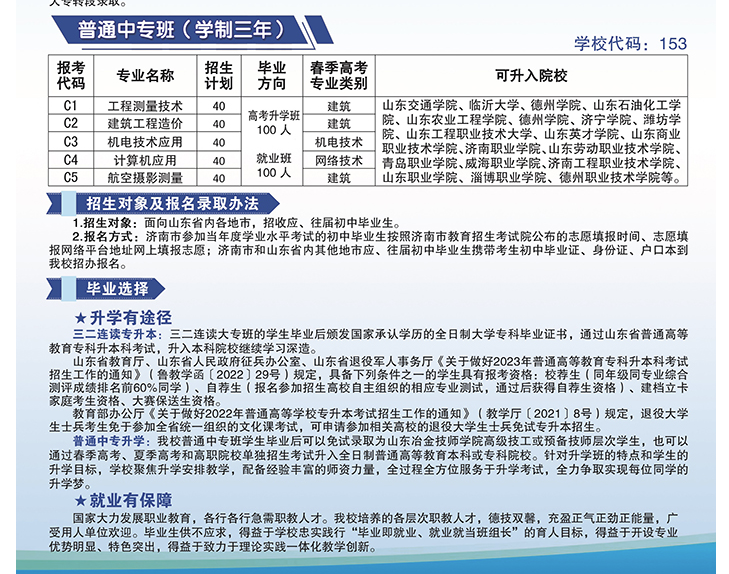 大专转段录取。
普通中专班（学制三年）
学校代码：153
报考代码 专业名称 招生计划 毕业方向 春季高考专业类别 可升入院校
C1 工程测量技术 40 建筑
C2 建筑工程造价 40 建筑
C3 机电技术应用 40 机电技术
C4 计算机应用 40 网络技术
C5 航空摄影测量 40 建筑
高考升学班
100 人
就业班
100 人
山东交通学院、临沂大学、德州学院、山东石油化工学
院、山东农业工程学院、德州学院、济宁学院、潍坊学
院、山东工程职业技术大学、山东英才学院、山东商业
职业技术学院、济南职业学院、山东劳动职业技术学院、
青岛职业学院、威海职业学院、济南工程职业技术学院、
山东职业学院、淄博职业学院、德州职业技术学院等。
招生对象及报名录取办法
1.招生对象：面向山东省内各地市，招收应、往届初中毕业生。
2.报名方式：济南市参加当年度学业水平考试的初中毕业生按照济南市教育招生考试院公布的志愿填报时间、志愿填
报网络平台地址网上填报志愿；济南市和山东省内其他地市应、往届初中毕业生携带考生初中毕业证、身份证、户口本到
我校招办报名。
毕业选择
★升学有途径
三二连读专升本：三二连读大专班的学生毕业后颁发国家承认学历的全日制大学专科毕业证书，通过山东省普通高等
教育专科升本科考试，升入本科院校继续学习深造。
山东省教育厅、山东省人民政府征兵办公室、山东省退役军人事务厅《关于做好2023年普通高等教育专科升本科考试
招生工作的通知》（鲁教学函〔2022〕29号）规定，具备下列条件之一的学生具有报考资格：校荐生（同年级同专业综合
测评成绩排名前60%同学）、自荐生（报名参加招生高校自主组织的相应专业测试，通过后获得自荐生资格）、建档立卡
家庭考生资格、大赛保送生资格。
教育部办公厅《关于做好2022年普通高等学校专升本考试招生工作的通知》（教学厅〔2021〕8号）规定，退役大学
生士兵考生免于参加全省统一组织的文化课考试，可申请参加相关高校的退役大学生士兵免试专升本招生。
普通中专升学：我校普通中专班学生毕业后可以免试录取为山东冶金技师学院高级技工或预备技师层次学生，也可以
通过春季高考、夏季高考和高职院校单独招生考试升入全日制普通高等教育本科或专科院校。针对升学班的特点和学生的
升学目标，学校聚焦升学安排教学，配备经验丰富的师资力量，全过程全方位服务于升学考试，全力争取实现每位同学的
升学梦。
★就业有保障
国家大力发展职业教育，各行各行急需职教人才。我校培养的各层次职教人才，德技双馨，充盈正气正劲正能量，广
受用人单位欢迎。毕业生供不应求，得益于学校忠实践行“毕业即就业、就业就当班组长”的育人目标，得益于开设专业
优势明显、特色突出，得益于致力于理论实践一体化教学创新。